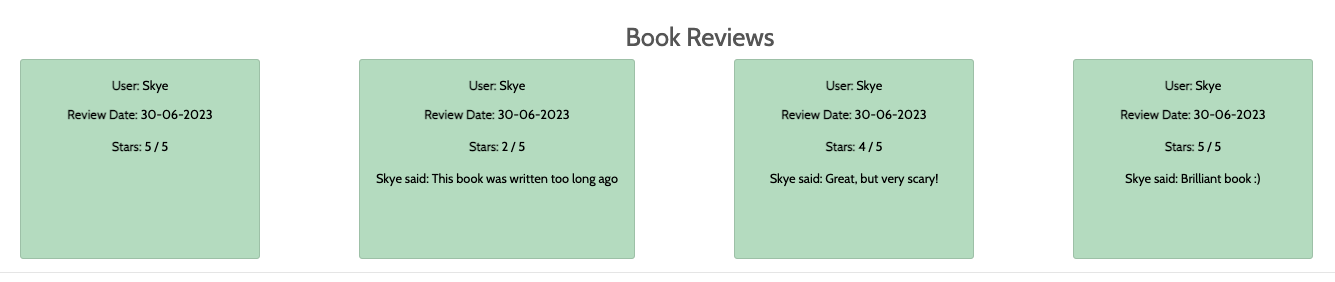 Book Reviews
User: Skye
Review Date: 30-06-2023
Stars: 5 / 5
User: Skye
Review Date: 30-06-2023
Stars: 2 / 5
Skye said: This book was written too long ago
User: Skye
Review Date: 30-06-2023
Stars: 4 / 5
Skye said: Great, but very scary!
User: Skye
Review Date: 30-06-2023
Stars: 5 / 5
Skye said: Brilliant book :)